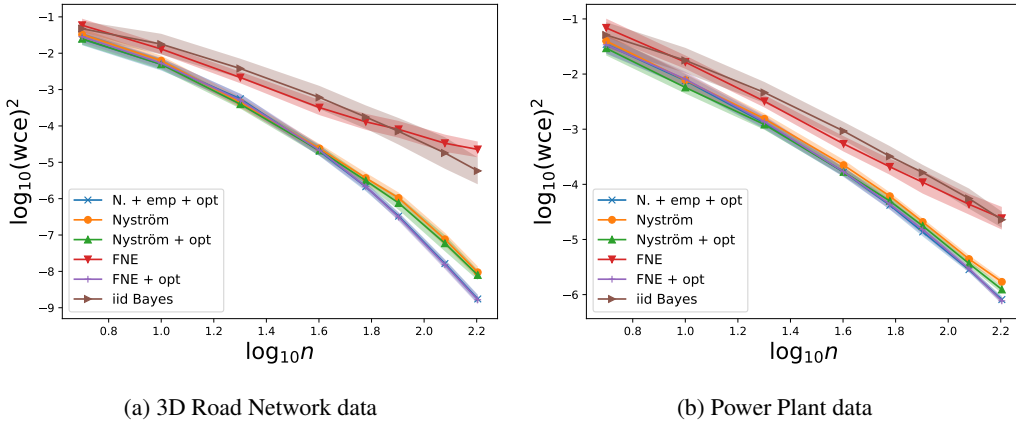 −1
−2
−3
−4
−5
−6
−7
−8
−9
log₁₀(wce)²
N. + emp + opt
Nyström
Nyström + opt
FNE
FNE + opt
iid Bayes
0.8 1.0 1.2 1.4 1.6 1.8 2.0 2.2
log₁₀n
(a) 3D Road Network data
−1
−2
−3
−4
−5
−6
log₁₀(wce)²
N. + emp + opt
Nyström
Nyström + opt
FNE
FNE + opt
iid Bayes
0.8 1.0 1.2 1.4 1.6 1.8 2.0 2.2
log₁₀n
(b) Power Plant data